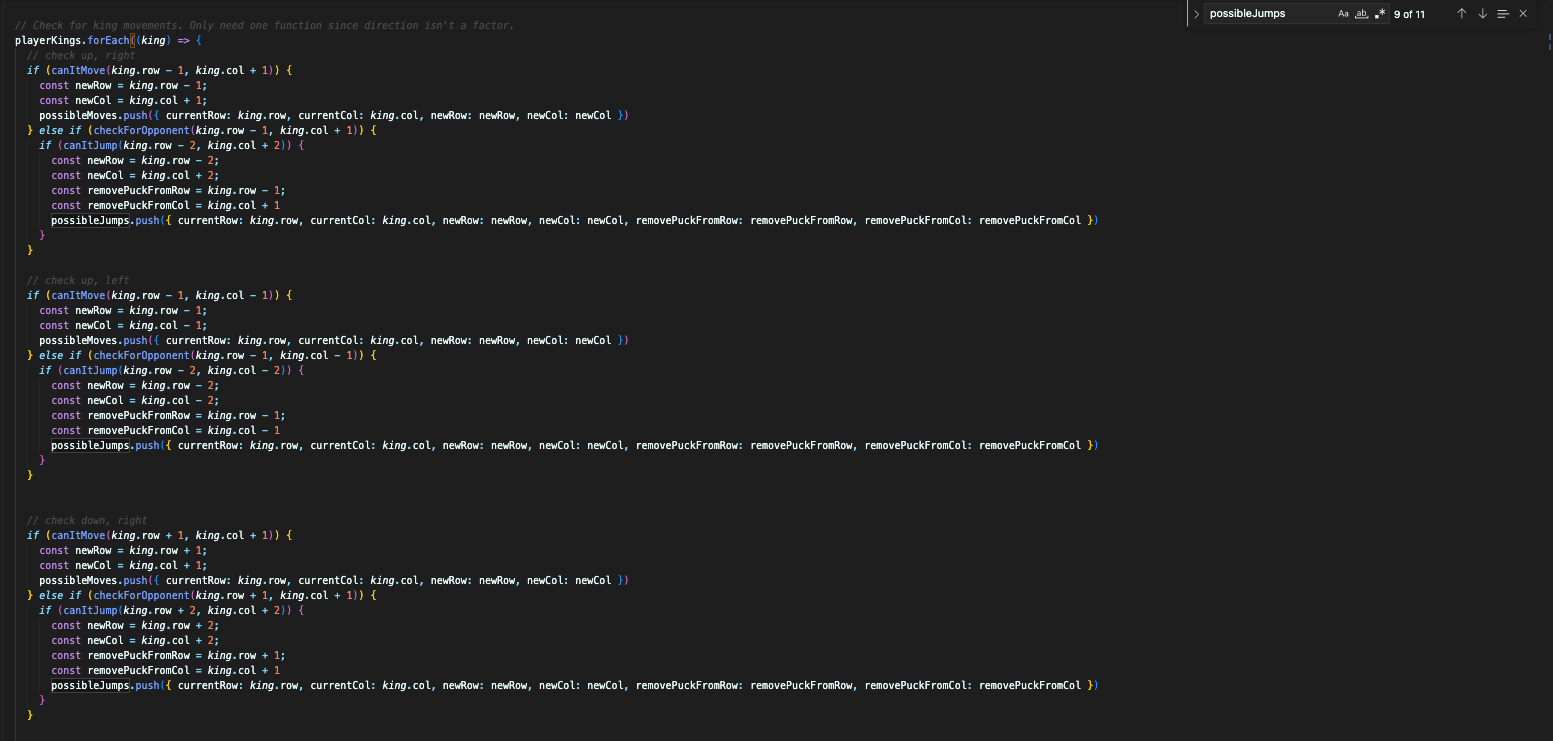 possibleJumps Aa ab .* 9 of 11
// Check for king movements. Only need one function since direction isn't a factor.
playerKings.forEach((king) => {
// check up, right
if (canItMove(king.row - 1, king.col + 1)) {
const newRow = king.row - 1;
const newCol = king.col + 1;
possibleMoves.push({ currentRow: king.row, currentCol: king.col, newRow: newRow, newCol: newCol })
} else if (checkForOpponent(king.row - 1, king.col + 1)) {
if (canItJump(king.row - 2, king.col + 2)) {
const newRow = king.row - 2;
const newCol = king.col + 2;
const removePuckFromRow = king.row - 1;
const removePuckFromCol = king.col + 1
possibleJumps.push({ currentRow: king.row, currentCol: king.col, newRow: newRow, newCol: newCol, removePuckFromRow: removePuckFromRow, removePuckFromCol: removePuckFromCol })
}
}
// check up, left
if (canItMove(king.row - 1, king.col - 1)) {
const newRow = king.row - 1;
const newCol = king.col - 1;
possibleMoves.push({ currentRow: king.row, currentCol: king.col, newRow: newRow, newCol: newCol })
} else if (checkForOpponent(king.row - 1, king.col - 1)) {
if (canItJump(king.row - 2, king.col - 2)) {
const newRow = king.row - 2;
const newCol = king.col - 2;
const removePuckFromRow = king.row - 1;
const removePuckFromCol = king.col - 1
possibleJumps.push({ currentRow: king.row, currentCol: king.col, newRow: newRow, newCol: newCol, removePuckFromRow: removePuckFromRow, removePuckFromCol: removePuckFromCol })
}
}
// check down, right
if (canItMove(king.row + 1, king.col + 1)) {
const newRow = king.row + 1;
const newCol = king.col + 1;
possibleMoves.push({ currentRow: king.row, currentCol: king.col, newRow: newRow, newCol: newCol })
} else if (checkForOpponent(king.row + 1, king.col + 1)) {
if (canItJump(king.row + 2, king.col + 2)) {
const newRow = king.row + 2;
const newCol = king.col + 2;
const removePuckFromRow = king.row + 1;
const removePuckFromCol = king.col + 1
possibleJumps.push({ currentRow: king.row, currentCol: king.col, newRow: newRow, newCol: newCol, removePuckFromRow: removePuckFromRow, removePuckFromCol: removePuckFromCol })
}
}